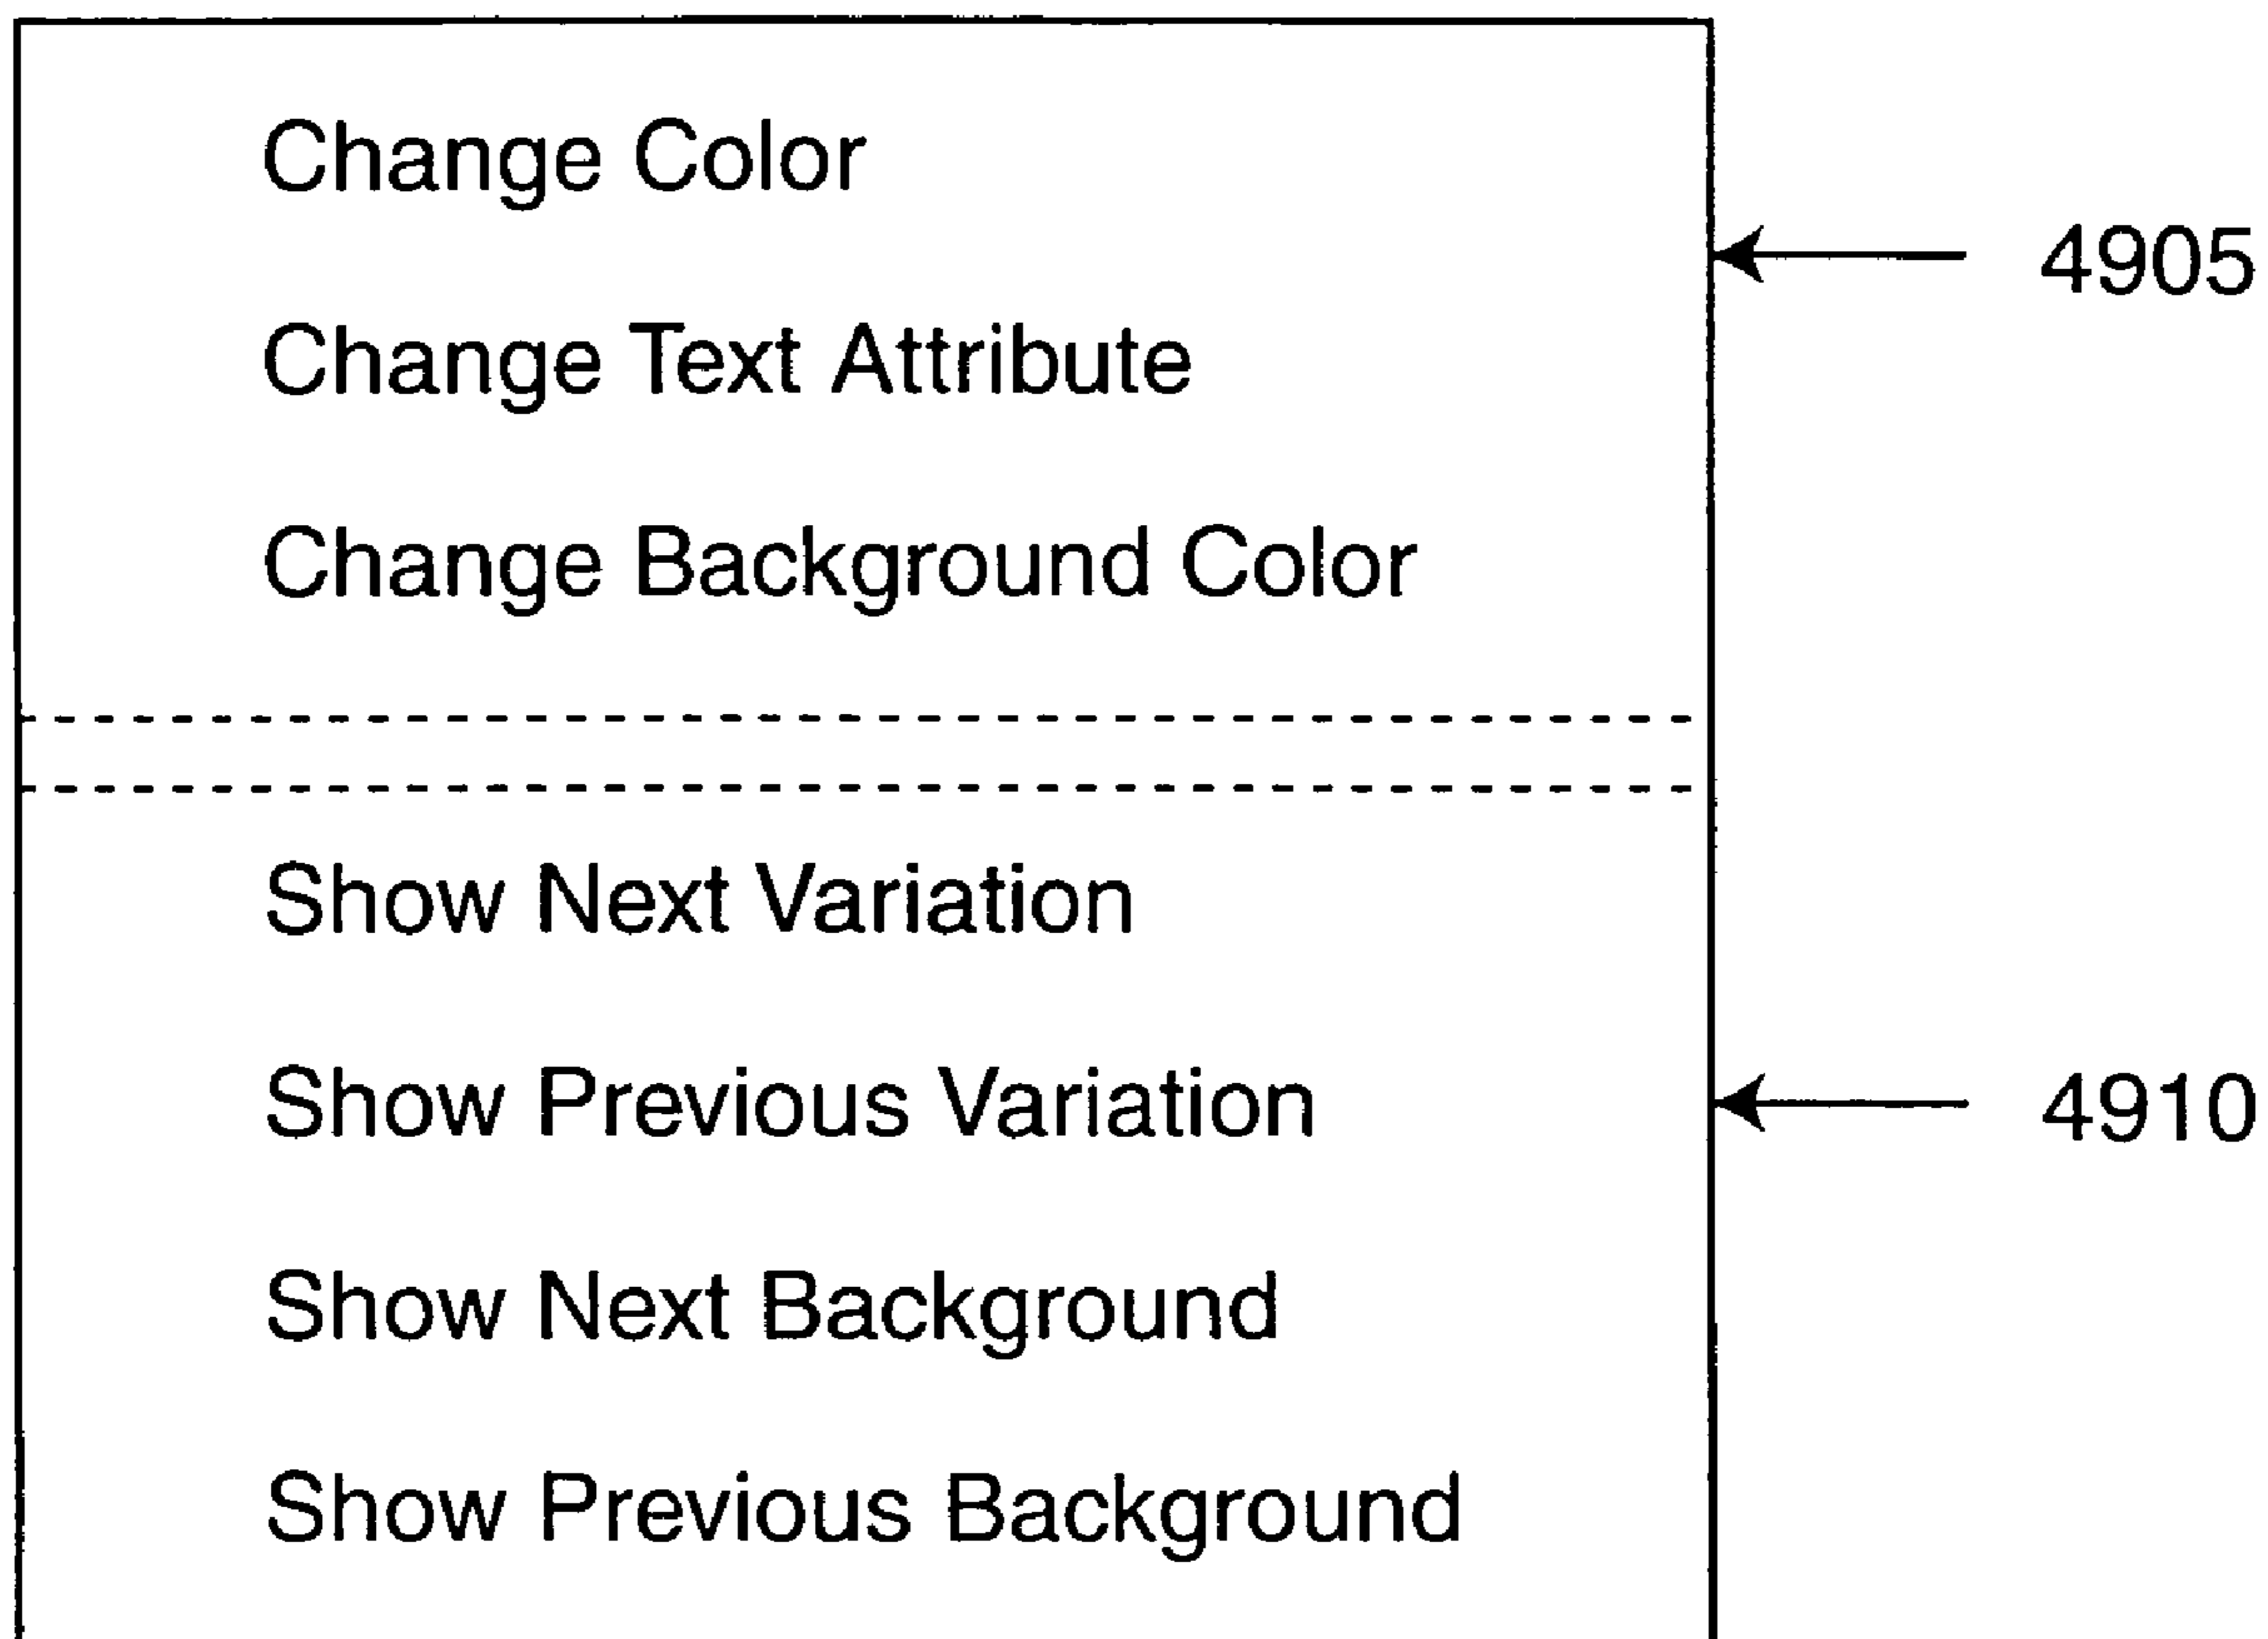 Change Color
4905
Change Text Attribute
Change Background Color
Show Next Variation
Show Previous Variation
4910
Show Next Background
Show Previous Background